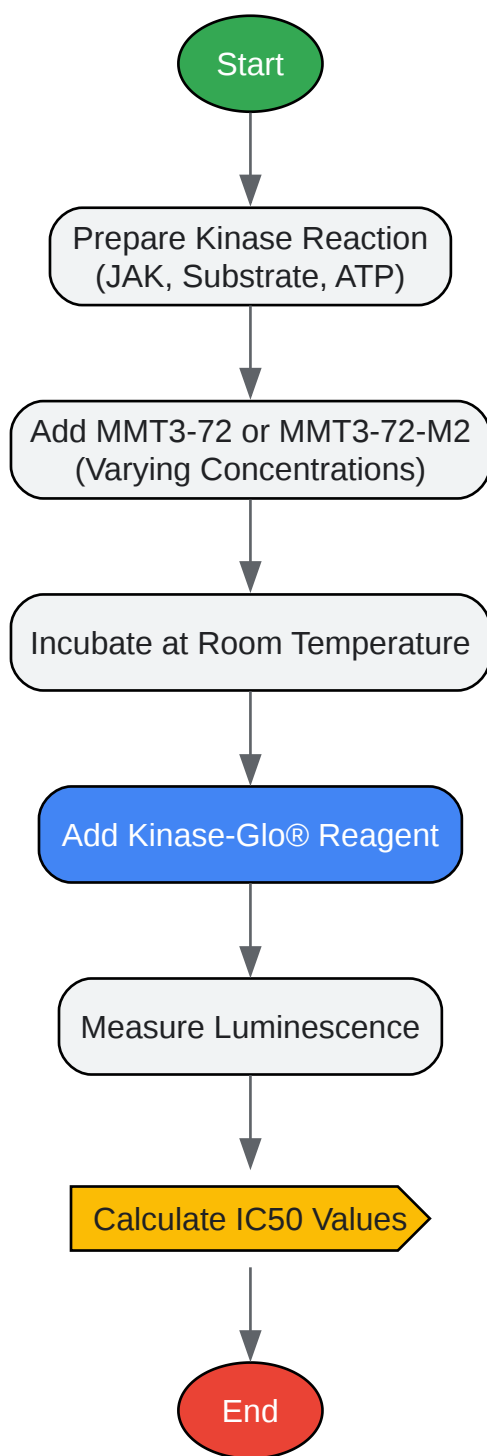 Start
Prepare Kinase Reaction
(JAK, Substrate, ATP)
Add MMT3-72 or MMT3-72-M2
(Varying Concentrations)
Incubate at Room Temperature
Add Kinase-Glo® Reagent
Measure Luminescence
Calculate IC50 Values
End